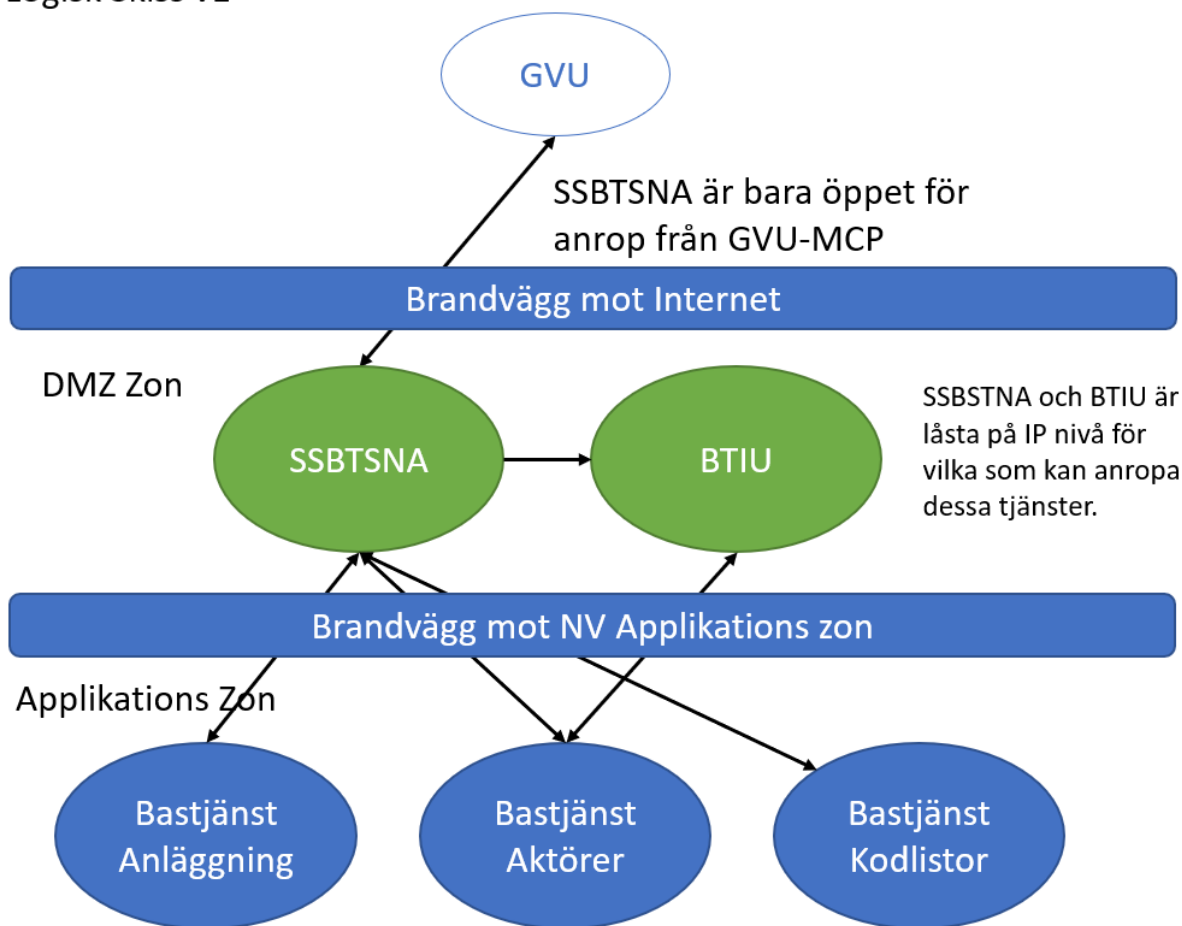 GVU
SSBTSNA är bara öppet för
anrop från GVU-MCP
Brandvägg mot Internet
DMZ Zon
SSBTSNA
BTIU
SSBSTNA och BTIU är
låsta på IP nivå för
vilka som kan anropa
dessa tjänster.
Brandvägg mot NV Applikations zon
Applikations Zon
Bastjänst
Anläggning
Bastjänst
Aktörer
Bastjänst
Kodlistor